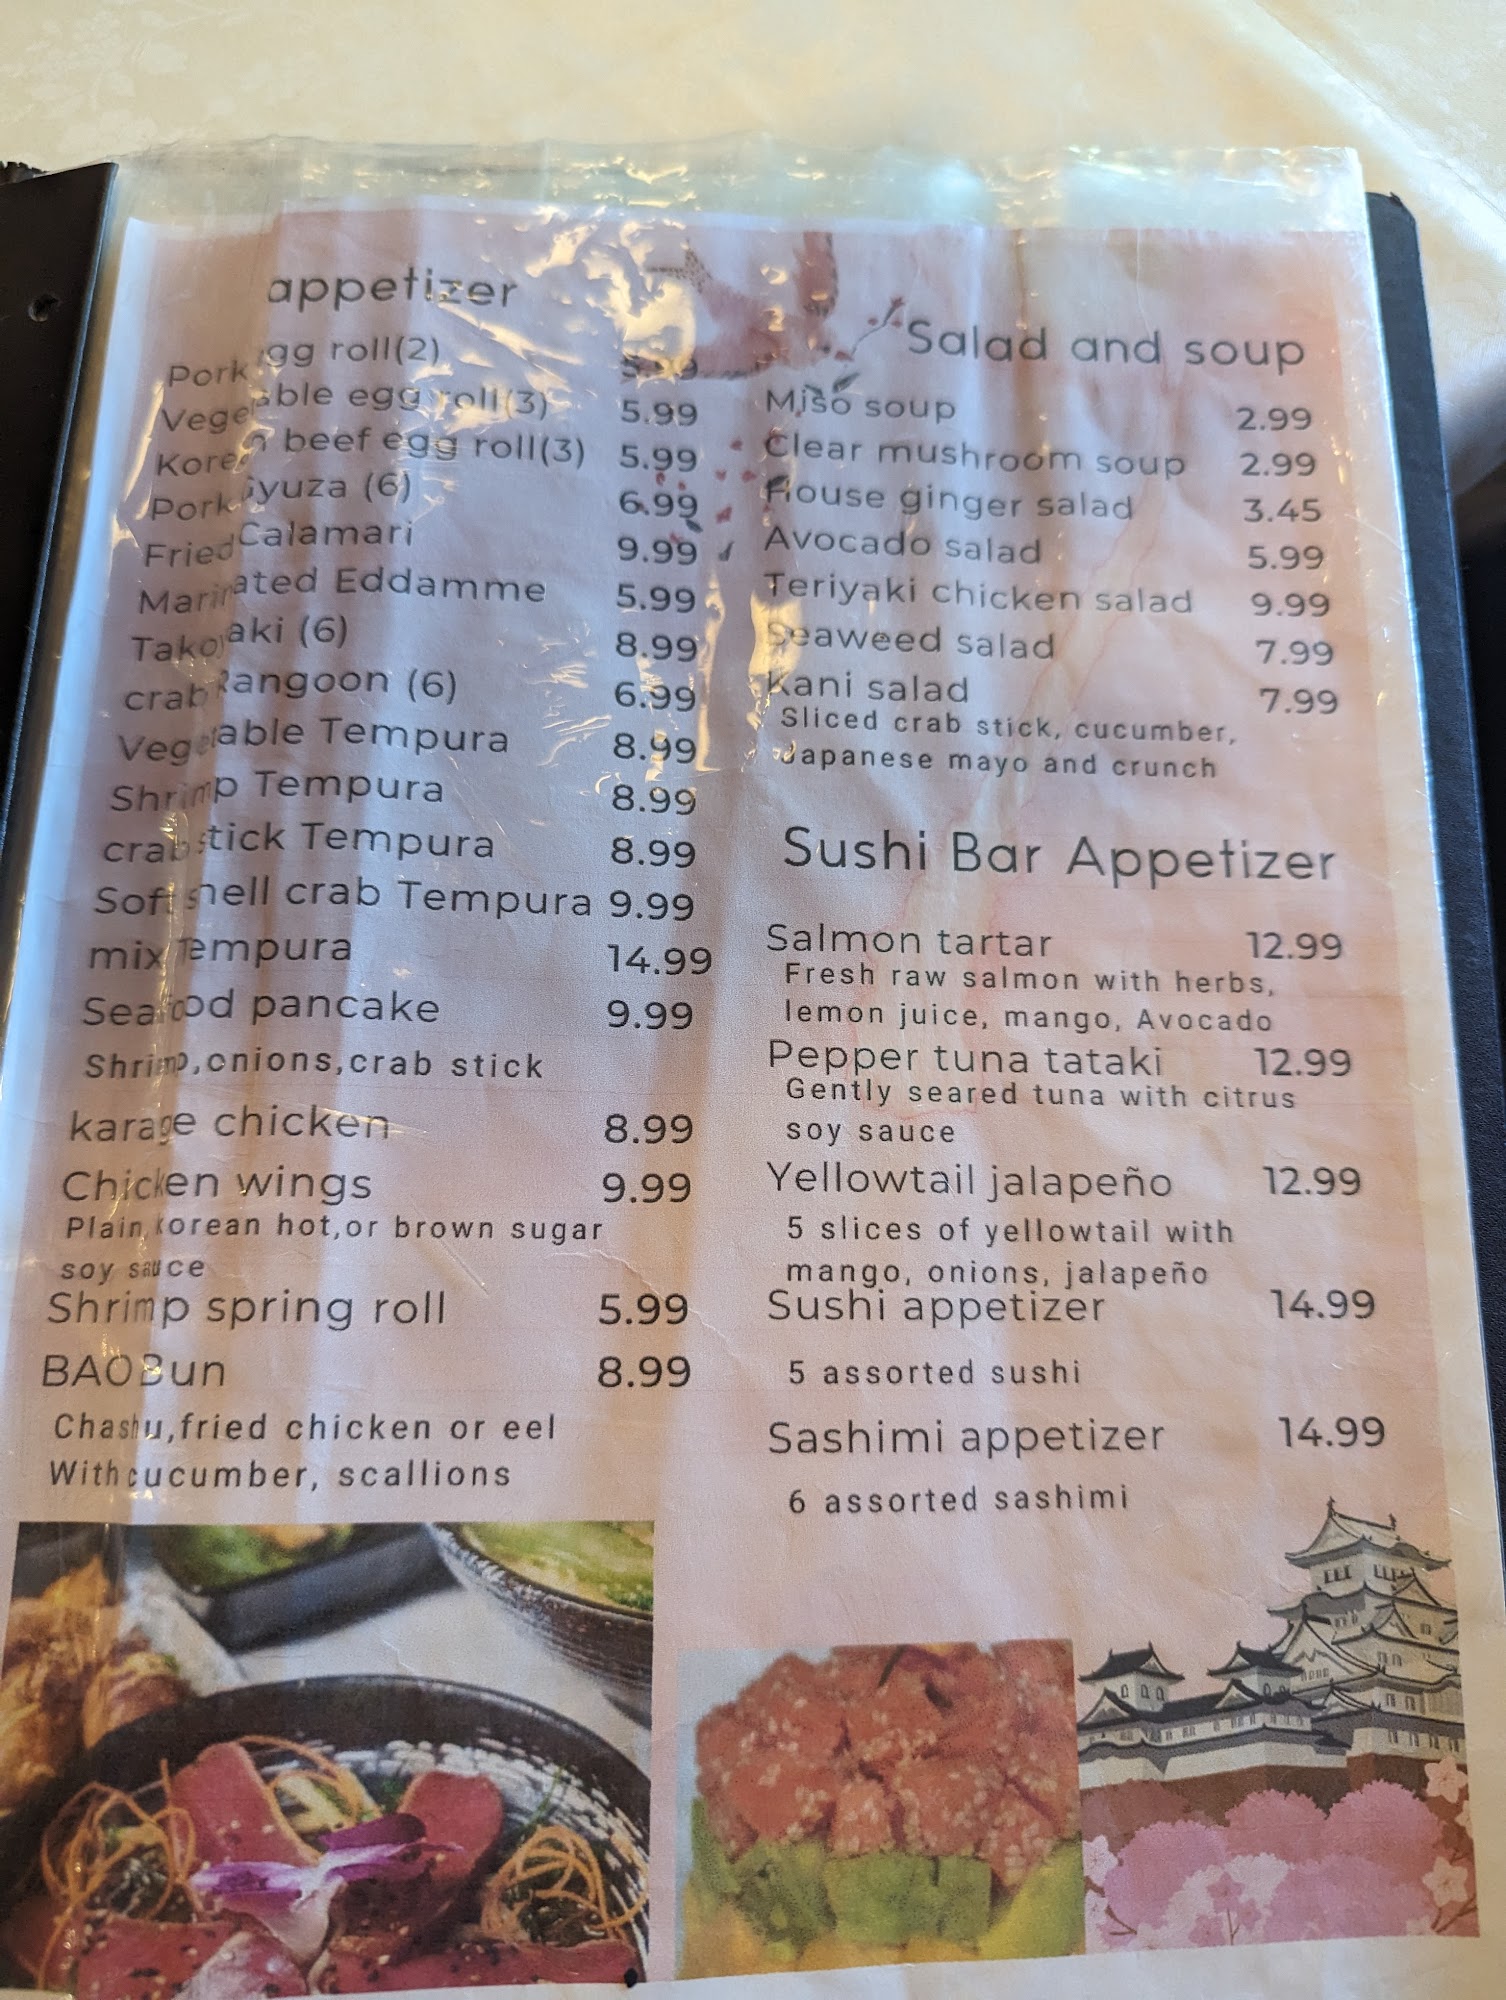 appetizer
Pork egg roll(2) 5.99
Vegetable egg roll(3) 5.99
Korean beef egg roll(3) 5.99
Pork Gyuza (6) 6.99
Fried Calamari 9.99
Marinated Eddamme 5.99
Takoyaki (6) 8.99
crab Rangoon (6) 6.99
Vegetable Tempura 8.99
Shrimp Tempura 8.99
crab stick Tempura 8.99
Soft shell crab Tempura 9.99
mix Tempura 14.99
Seafood pancake 9.99
Shrimp,onions,crab stick
karage chicken 8.99
Chicken wings 9.99
Plain,korean hot,or brown sugar
soy sauce
Shrimp spring roll 5.99
BAO Bun 8.99
Chashu,fried chicken or eel
With cucumber, scallions
Salad and soup
Miso soup 2.99
Clear mushroom soup 2.99
House ginger salad 3.45
Avocado salad 5.99
Teriyaki chicken salad 9.99
Seaweed salad 7.99
Kani salad 7.99
Sliced crab stick, cucumber,
Japanese mayo and crunch
Sushi Bar Appetizer
Salmon tartar 12.99
Fresh raw salmon with herbs,
lemon juice, mango, Avocado
Pepper tuna tataki 12.99
Gently seared tuna with citrus
soy sauce
Yellowtail jalapeño 12.99
5 slices of yellowtail with
mango, onions, jalapeño
Sushi appetizer 14.99
5 assorted sushi
Sashimi appetizer 14.99
6 assorted sashimi